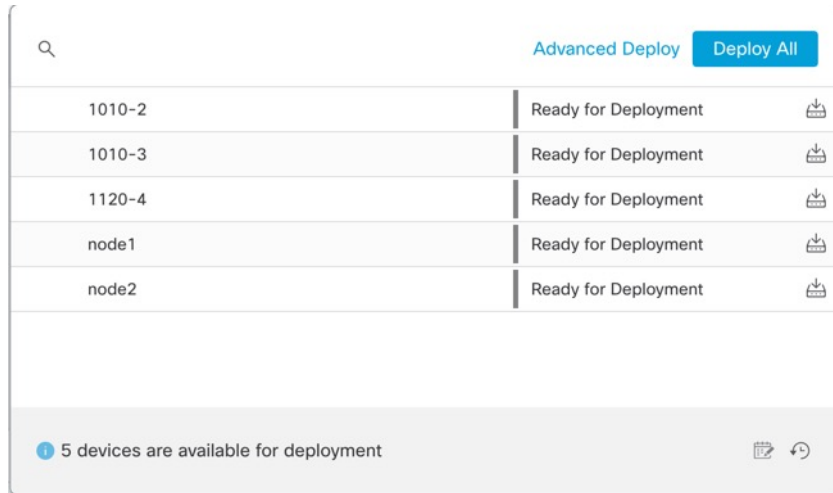 Advanced Deploy Deploy All
1010-2 Ready for Deployment
1010-3 Ready for Deployment
1120-4 Ready for Deployment
node1 Ready for Deployment
node2 Ready for Deployment
5 devices are available for deployment